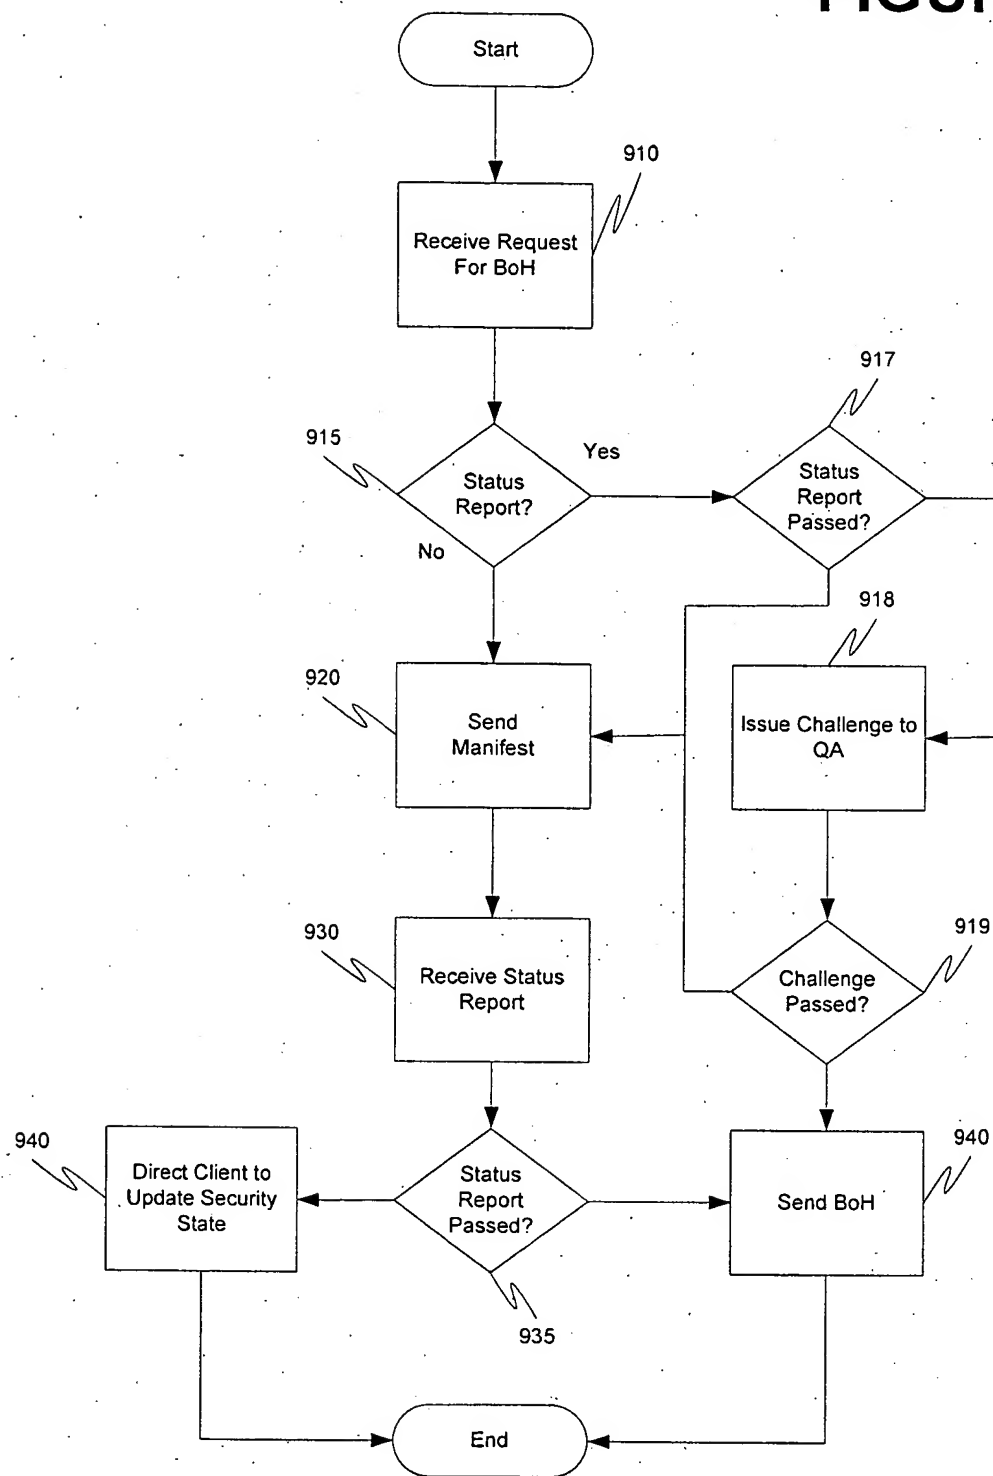 Start
910
Receive Request
For BoH
917
915
Yes
Status
Report?
Status
Report
Passed?
No
918
920
Send
Manifest
Issue Challenge to
QA
930
Receive Status
Report
919
Challenge
Passed?
940
Direct Client to
Update Security
State
Status
Report
Passed?
940
Send BoH
935
End